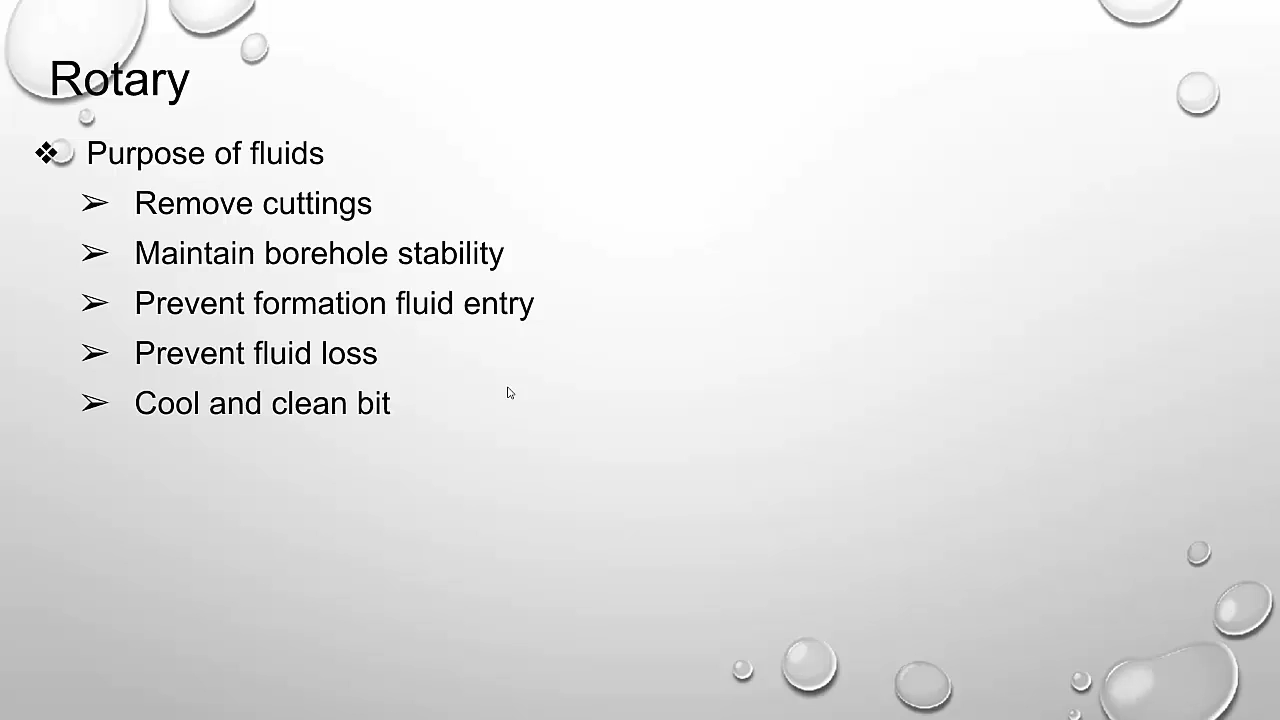 Rotary
❖ Purpose of fluids
➢ Remove cuttings
➢ Maintain borehole stability
➢ Prevent formation fluid entry
➢ Prevent fluid loss
➢ Cool and clean bit